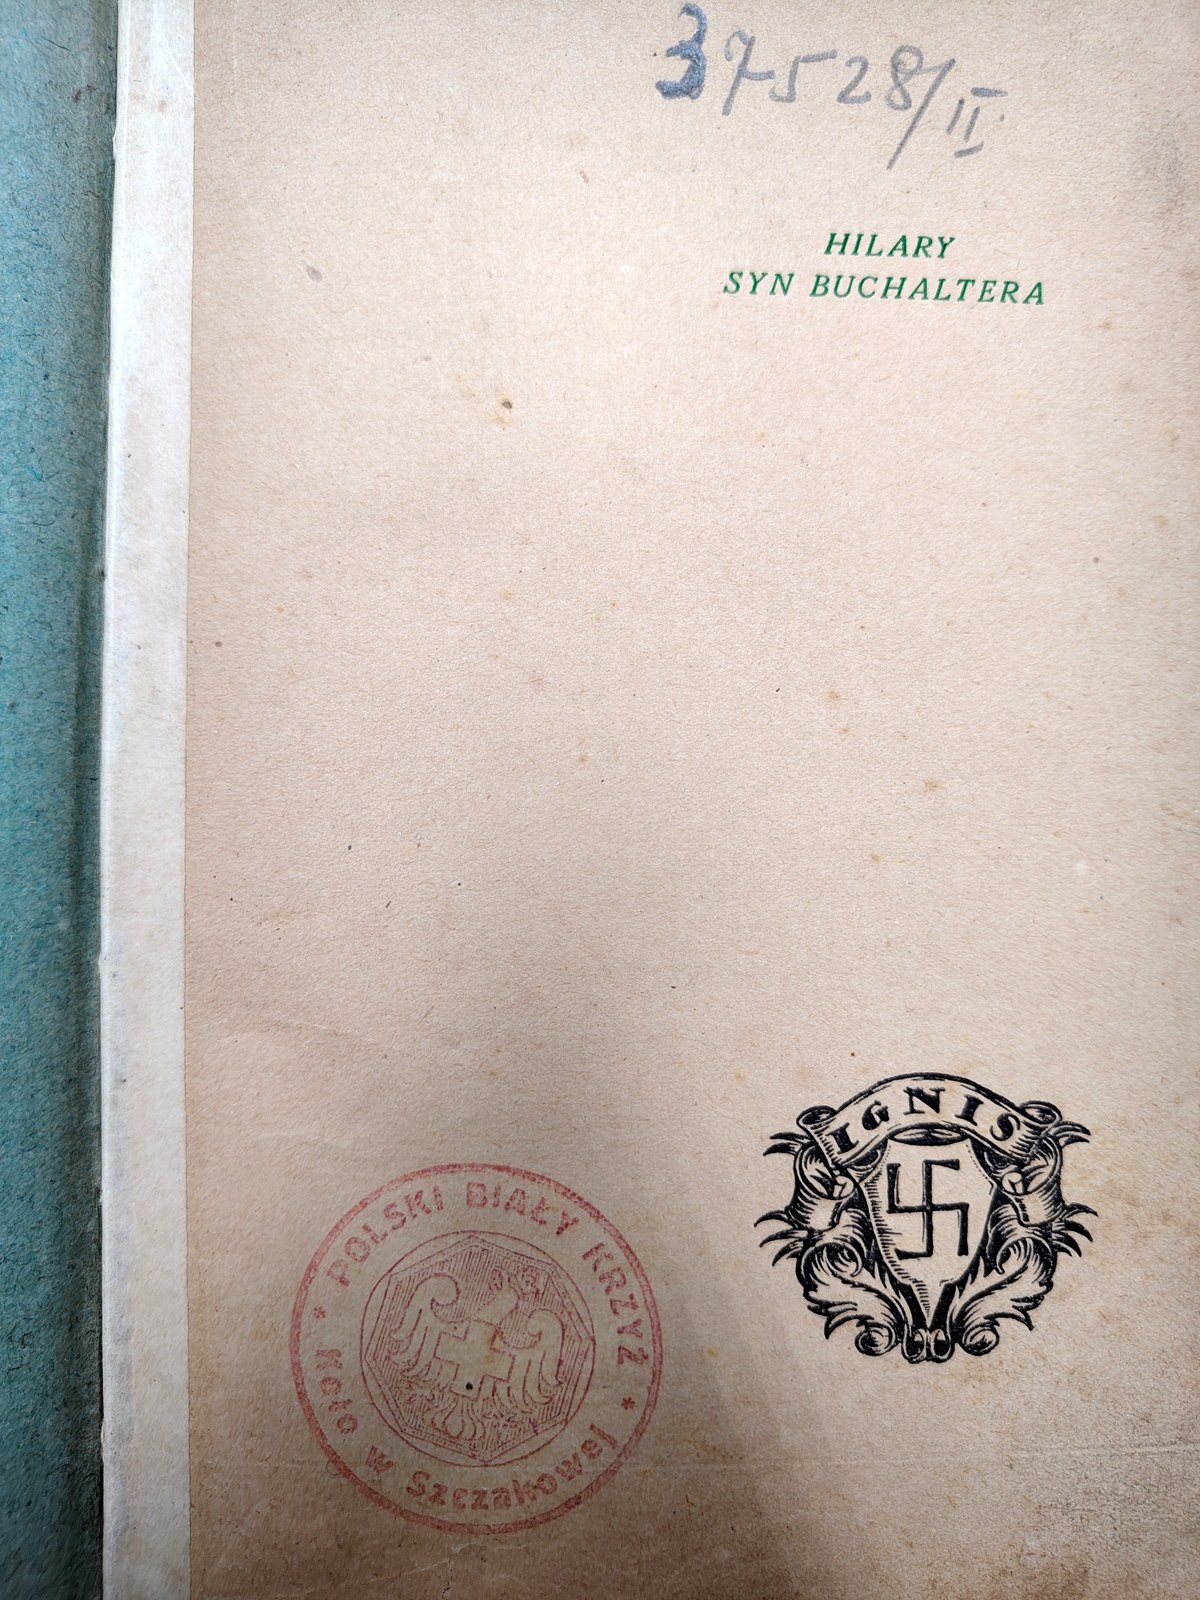 37528/II
HILARY
SYN BUCHALTERA
IGNIS
* POLSKI BIAŁY KRZYŻ *
Koło w Szczakowej